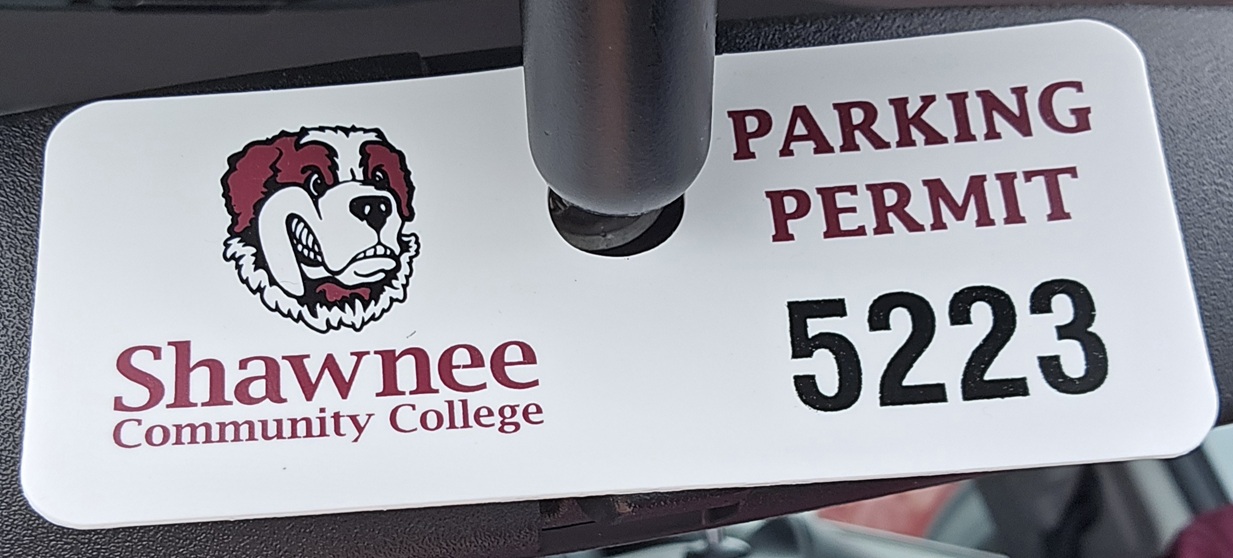 Shawnee
Community College
PARKING
PERMIT
5223